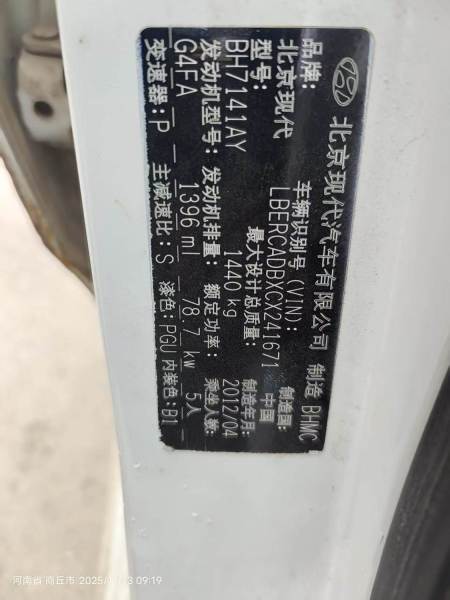 北京现代汽车有限公司 制造 BHMC
品牌: 北京现代 车辆识别号(VIN): LBERCADBXCX241671 制造国: 中国
型号: BH7141AY 最大设计总质量: 1440 kg 制造年月: 2012/04
发动机型号: G4FA 发动机排量: 1396 ml 额定功率: 78.7 kw 乘坐人数: 5人
变速器: P 主减速比: S 漆色: PGU 内装色: B1
河南省 商丘市 2025
3 09:19